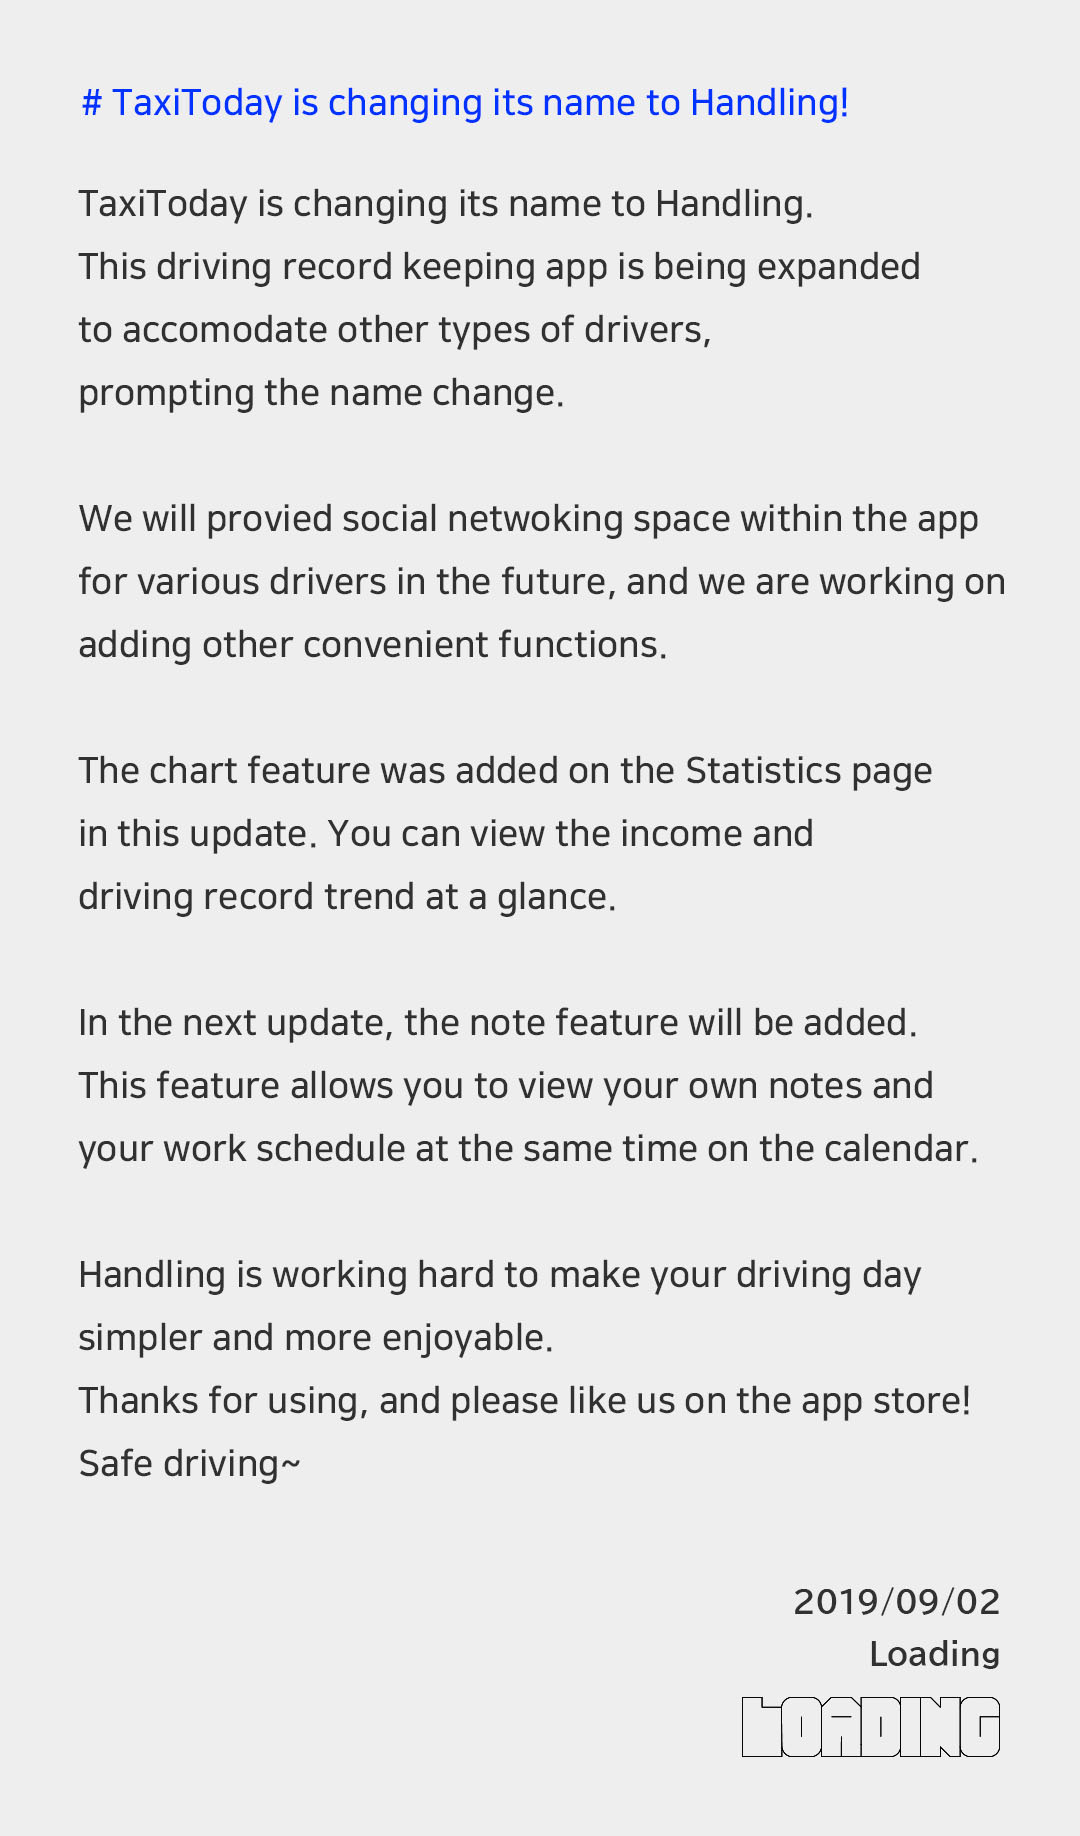 # TaxiToday is changing its name to Handling!
TaxiToday is changing its name to Handling.
This driving record keeping app is being expanded
to accomodate other types of drivers,
prompting the name change.
We will provied social netwoking space within the app
for various drivers in the future, and we are working on
adding other convenient functions.
The chart feature was added on the Statistics page
in this update. You can view the income and
driving record trend at a glance.
In the next update, the note feature will be added.
This feature allows you to view your own notes and
your work schedule at the same time on the calendar.
Handling is working hard to make your driving day
simpler and more enjoyable.
Thanks for using, and please like us on the app store!
Safe driving~
2019/09/02
Loading
LOADING